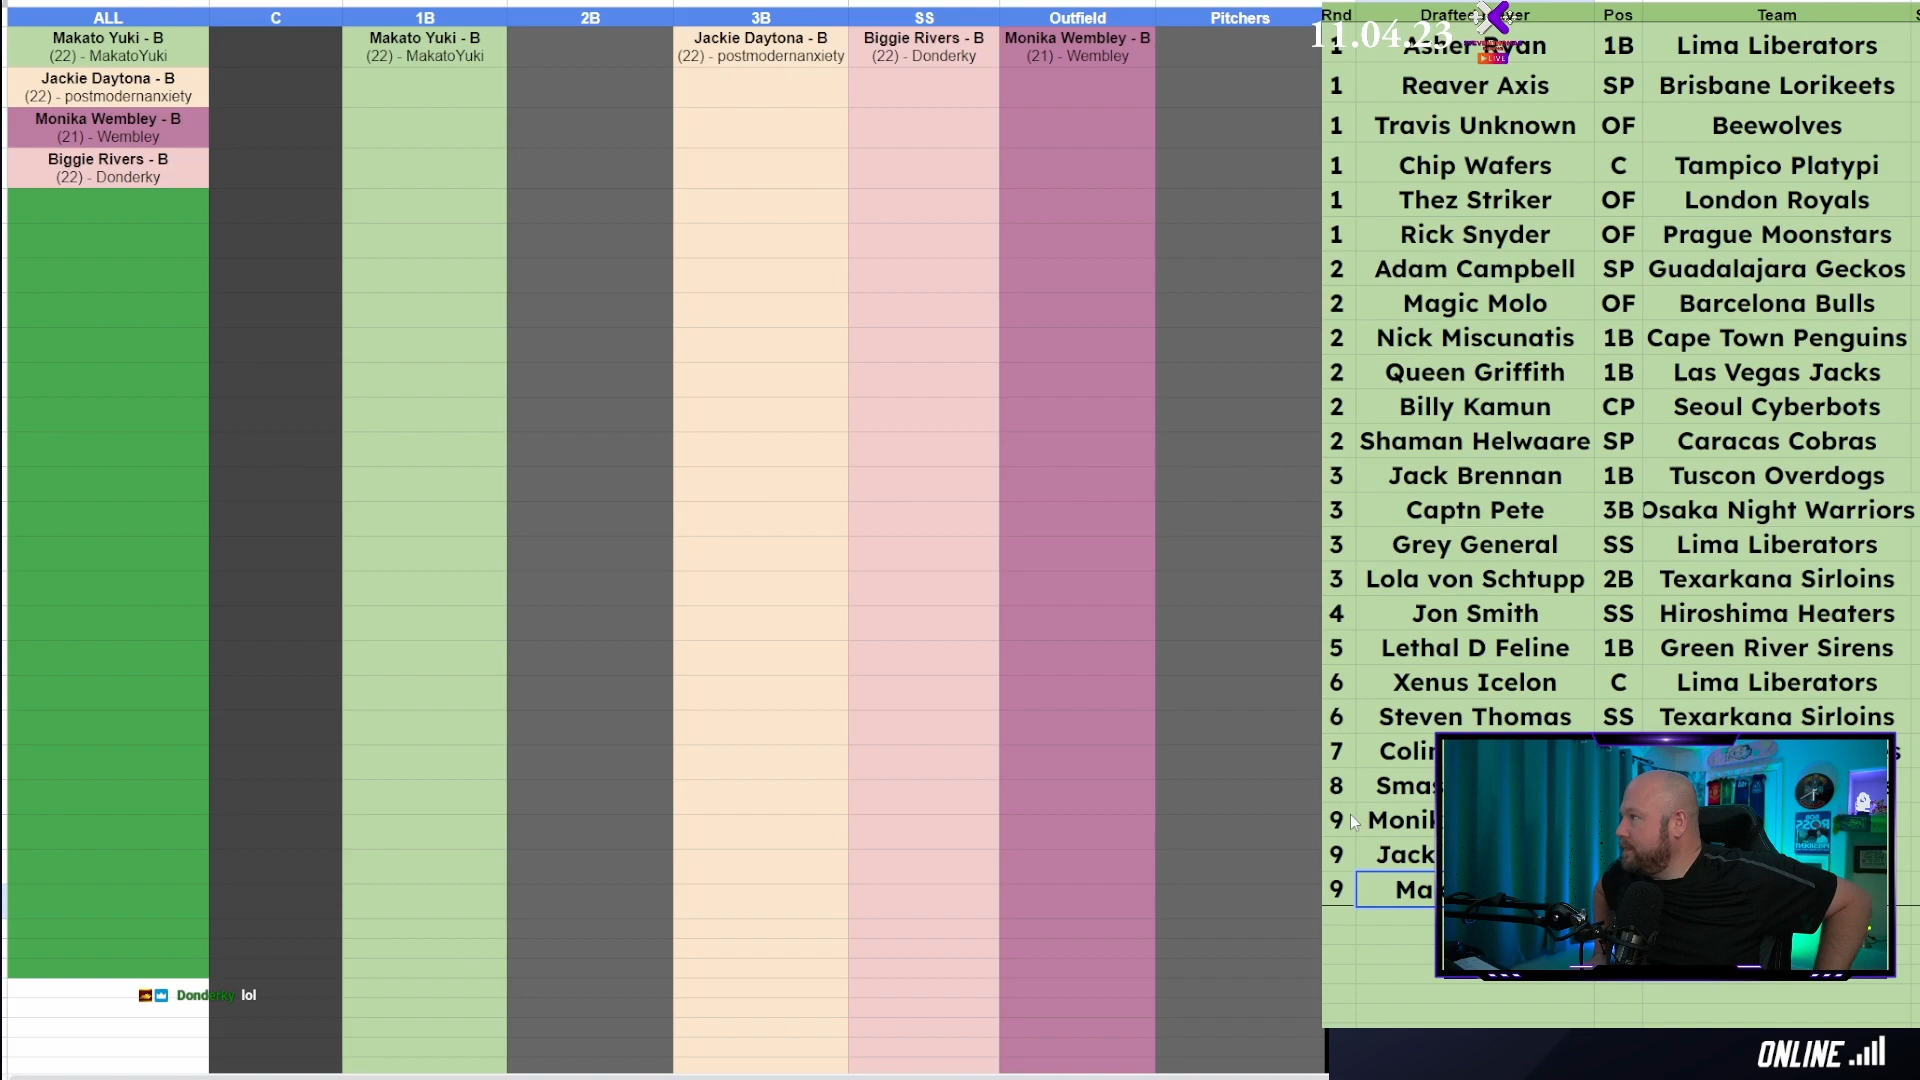 ALL C 1B 2B 3B SS Outfield Pitchers
Makato Yuki - B
(22) - MakatoYuki
Jackie Daytona - B
(22) - postmodernanxiety
Monika Wembley - B
(21) - Wembley
Biggie Rivers - B
(22) - Donderky
Makato Yuki - B
(22) - MakatoYuki
Jackie Daytona - B
(22) - postmodernanxiety
Biggie Rivers - B
(22) - Donderky
Monika Wembley - B
(21) - Wembley
Donderky lol
11.04.23
LIVE
Rnd Pos Team
1 Asher Ryan 1B Lima Liberators
1 Reaver Axis SP Brisbane Lorikeets
1 Travis Unknown OF Beewolves
1 Chip Wafers C Tampico Platypi
1 Thez Striker OF London Royals
1 Rick Snyder OF Prague Moonstars
2 Adam Campbell SP Guadalajara Geckos
2 Magic Molo OF Barcelona Bulls
2 Nick Miscunatis 1B Cape Town Penguins
2 Queen Griffith 1B Las Vegas Jacks
2 Billy Kamun CP Seoul Cyberbots
2 Shaman Helwaare SP Caracas Cobras
3 Jack Brennan 1B Tuscon Overdogs
3 Captn Pete 3B Osaka Night Warriors
3 Grey General SS Lima Liberators
3 Lola von Schtupp 2B Texarkana Sirloins
4 Jon Smith SS Hiroshima Heaters
5 Lethal D Feline 1B Green River Sirens
6 Xenus Icelon C Lima Liberators
6 Steven Thomas SS Texarkana Sirloins
7
8
9
9
9
ONLINE